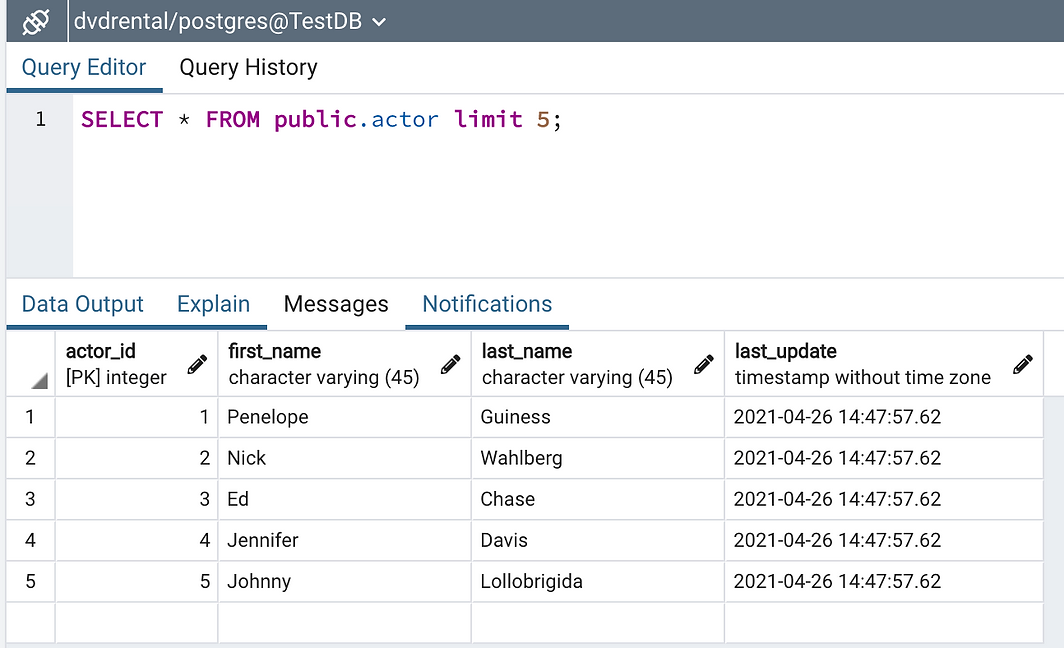 dvdrental/postgres@TestDB
Query Editor Query History
1 SELECT * FROM public.actor limit 5;
Data Output Explain Messages Notifications
actor_id first_name last_name last_update
[PK] integer character varying (45) character varying (45) timestamp without time zone
1 1 Penelope Guiness 2021-04-26 14:47:57.62
2 2 Nick Wahlberg 2021-04-26 14:47:57.62
3 3 Ed Chase 2021-04-26 14:47:57.62
4 4 Jennifer Davis 2021-04-26 14:47:57.62
5 5 Johnny Lollobrigida 2021-04-26 14:47:57.62